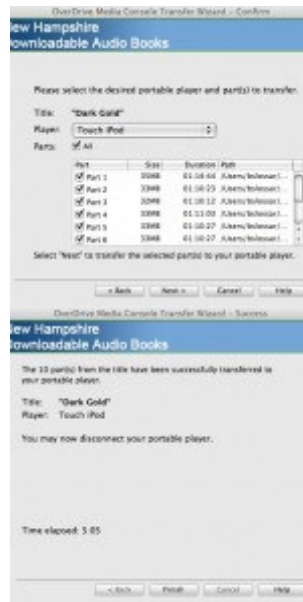 OverDrive Media Console Transfer Wizard - Confirm
ew Hampshire
ownloadable Audio Books
Please select the desired portable player and part(s) to transfer.
Title: "Dark Gold"
Player: Touch iPod
Parts: All
Part Size Duration Path
Part 1
Part 2
Part 3
Part 4
Part 5
Part 6
Select "Next" to transfer the selected part(s) to your portable player.
< Back Next > Cancel Help
OverDrive Media Console Transfer Wizard - Success
ew Hampshire
ownloadable Audio Books
The 10 part(s) from the title have been successfully transferred to
your portable player.
Title: "Dark Gold"
Player: Touch iPod
You may now disconnect your portable player.
Time elapsed: 5:05
< Back Finish Cancel Help